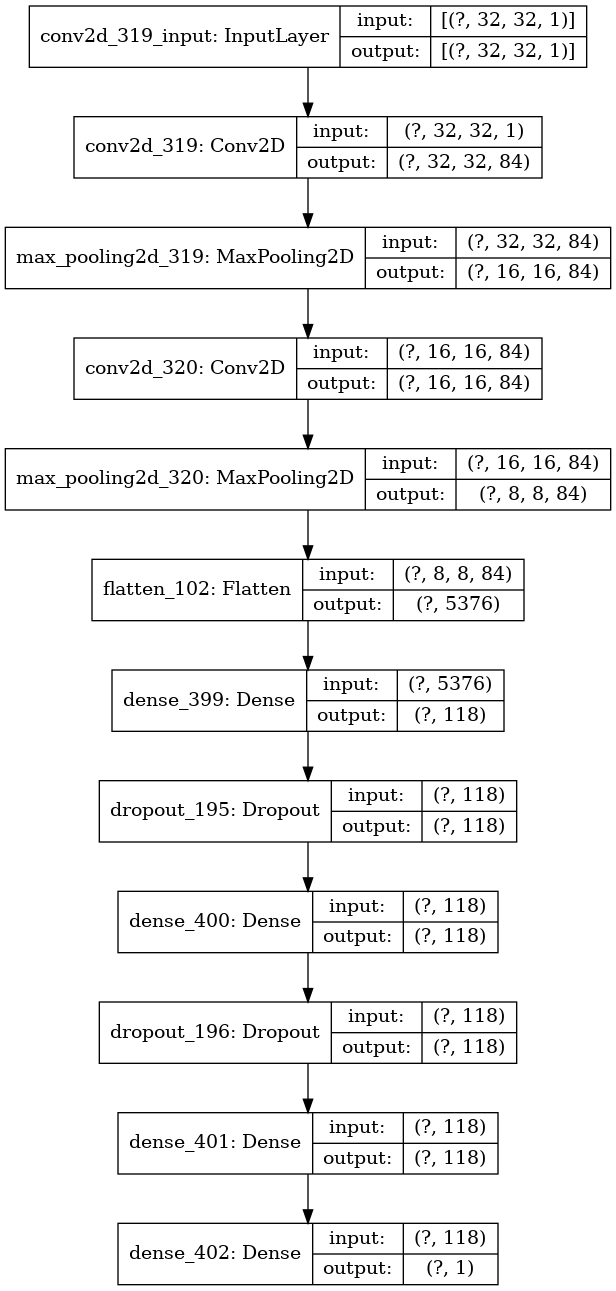 conv2d_319_input: InputLayer
input: [(?, 32, 32, 1)]
output: [(?, 32, 32, 1)]
conv2d_319: Conv2D
input: (?, 32, 32, 1)
output: (?, 32, 32, 84)
max_pooling2d_319: MaxPooling2D
input: (?, 32, 32, 84)
output: (?, 16, 16, 84)
conv2d_320: Conv2D
input: (?, 16, 16, 84)
output: (?, 16, 16, 84)
max_pooling2d_320: MaxPooling2D
input: (?, 16, 16, 84)
output: (?, 8, 8, 84)
flatten_102: Flatten
input: (?, 8, 8, 84)
output: (?, 5376)
dense_399: Dense
input: (?, 5376)
output: (?, 118)
dropout_195: Dropout
input: (?, 118)
output: (?, 118)
dense_400: Dense
input: (?, 118)
output: (?, 118)
dropout_196: Dropout
input: (?, 118)
output: (?, 118)
dense_401: Dense
input: (?, 118)
output: (?, 118)
dense_402: Dense
input: (?, 118)
output: (?, 1)